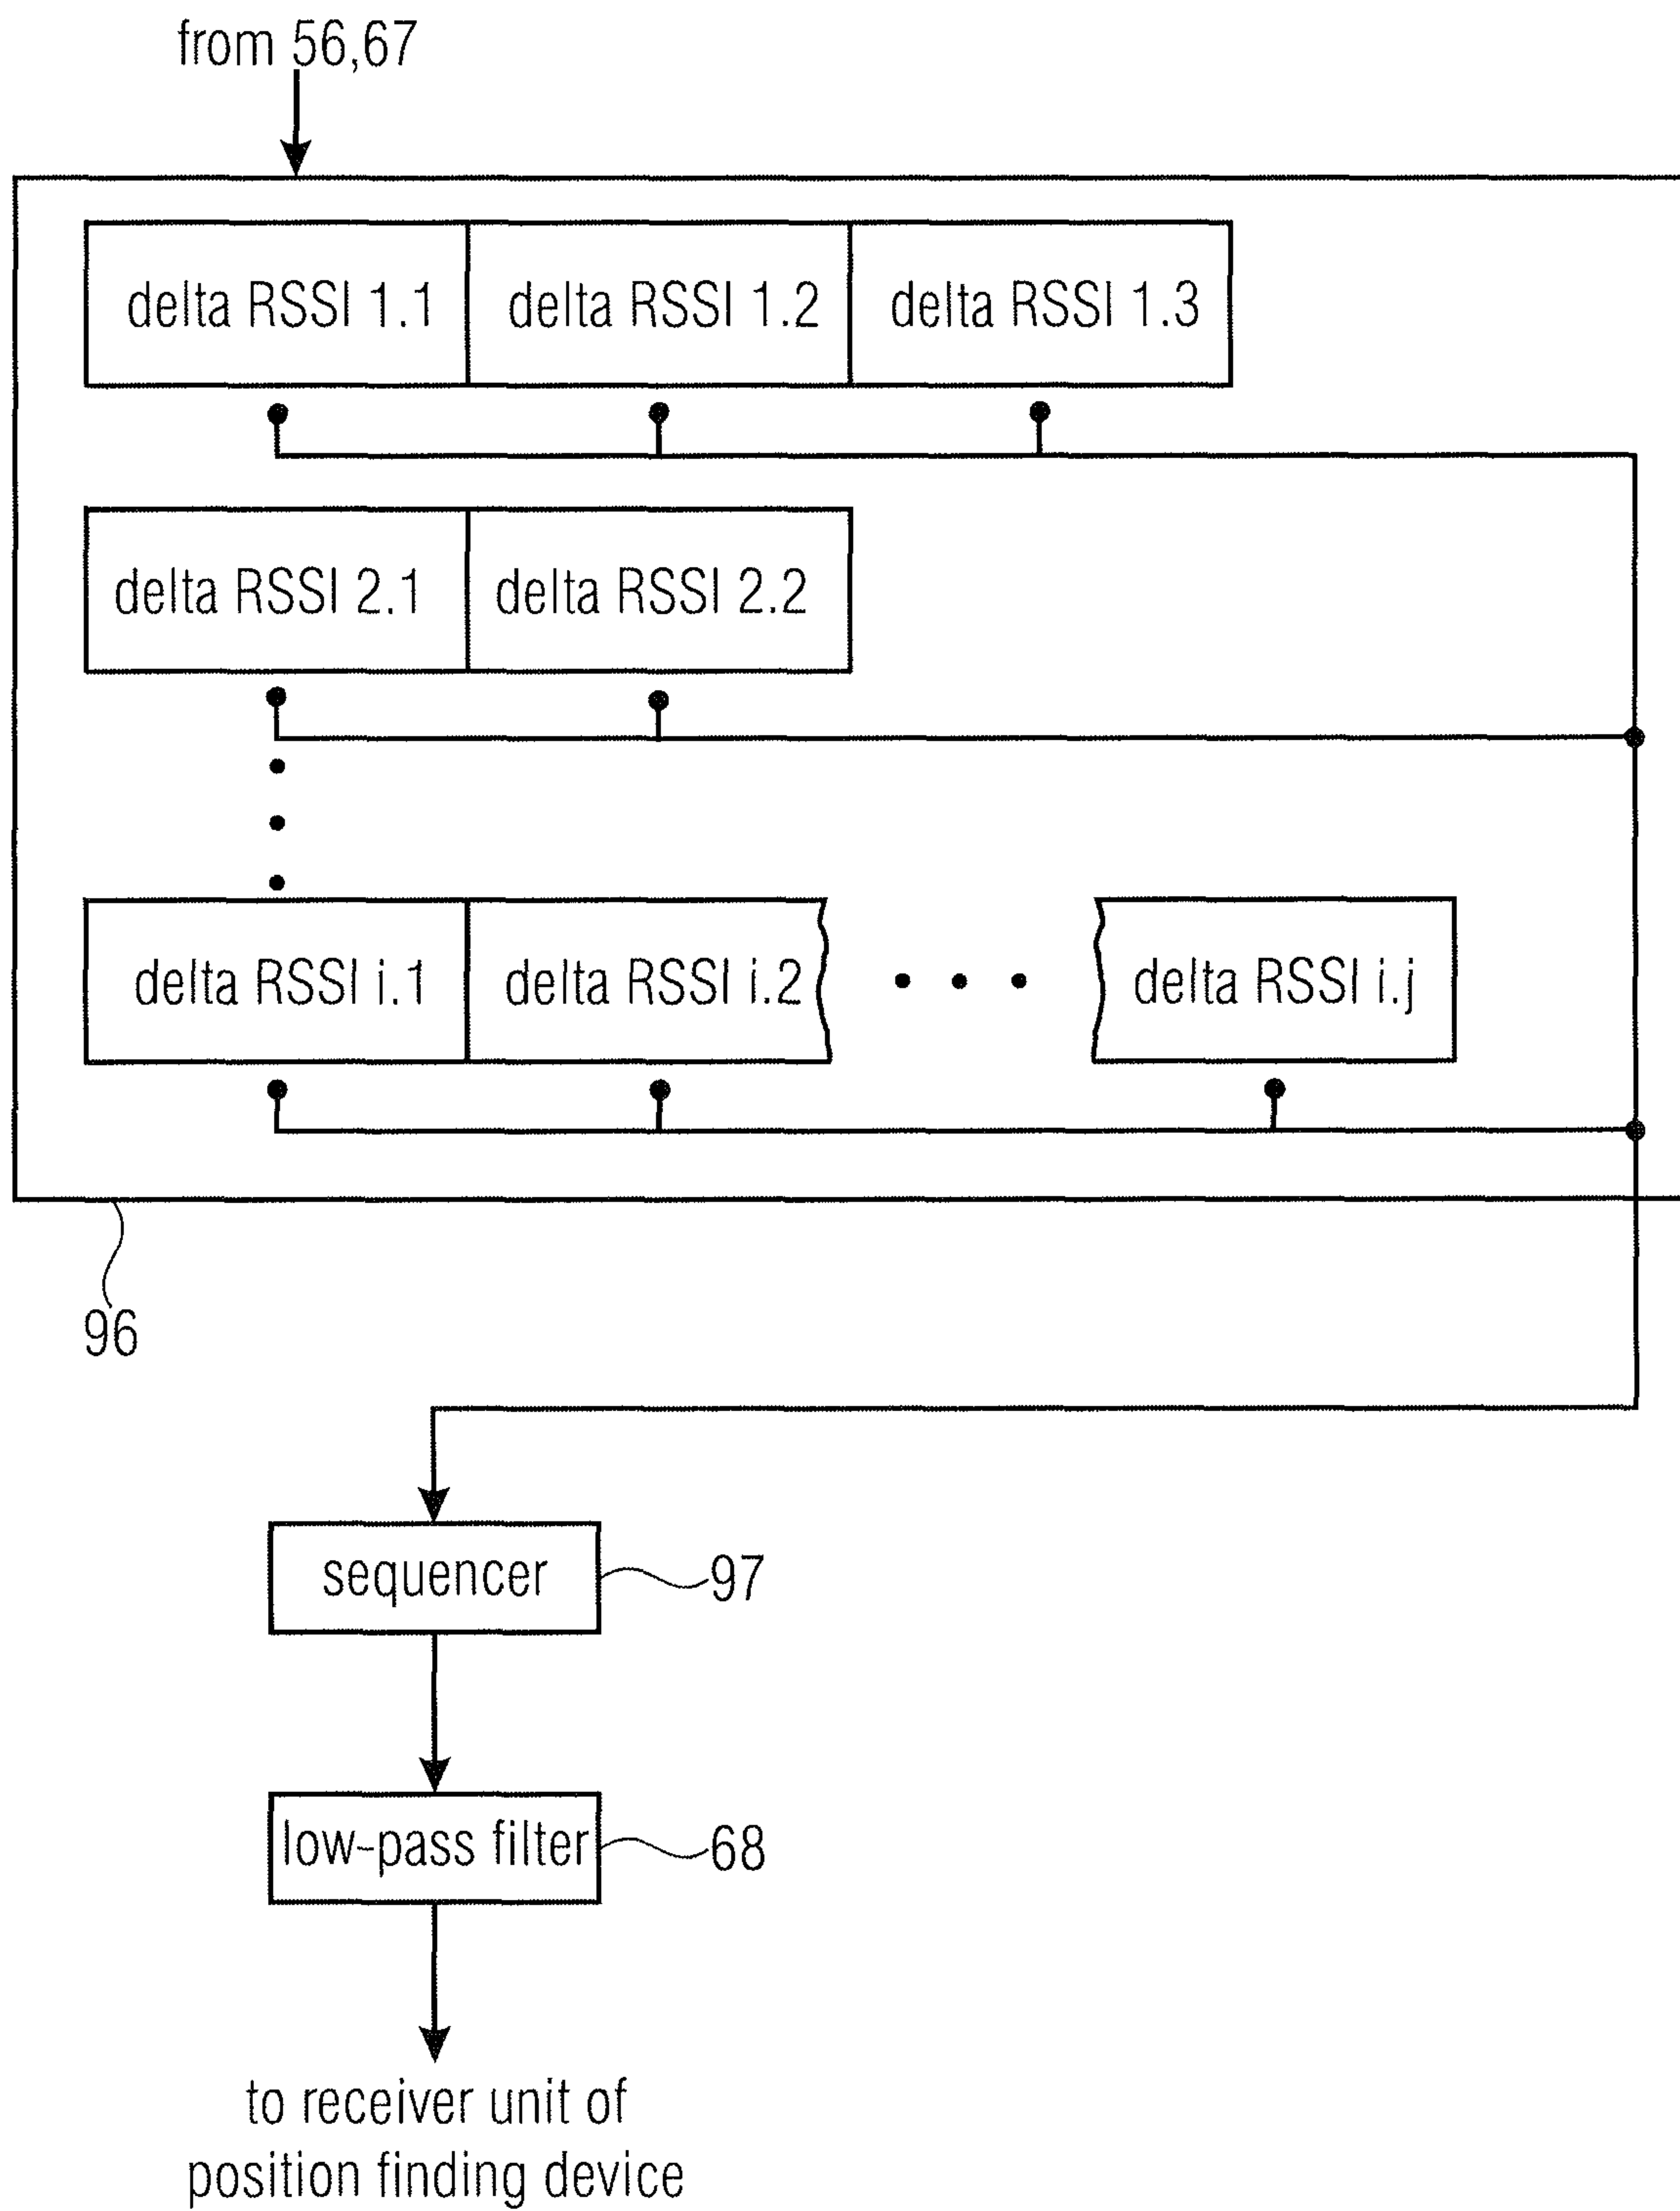 from 56,67
delta RSSI 1.1 delta RSSI 1.2 delta RSSI 1.3
delta RSSI 2.1 delta RSSI 2.2
delta RSSI i.1 delta RSSI i.2 • • • delta RSSI i.j
96
sequencer 97
low-pass filter 68
to receiver unit of
position finding device